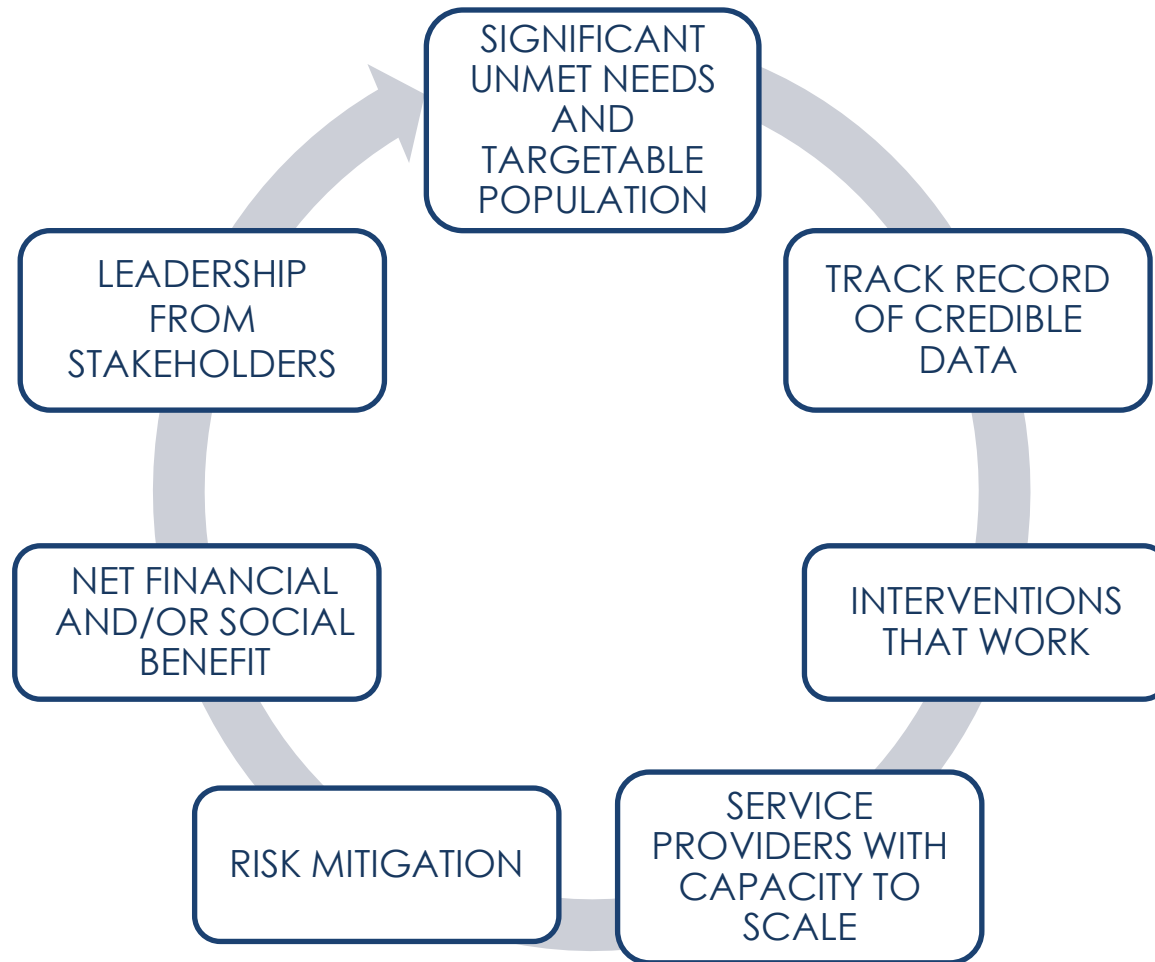 SIGNIFICANT
UNMET NEEDS
AND
TARGETABLE
POPULATION
TRACK RECORD
OF CREDIBLE
DATA
INTERVENTIONS
THAT WORK
SERVICE
PROVIDERS WITH
CAPACITY TO
SCALE
RISK MITIGATION
NET FINANCIAL
AND/OR SOCIAL
BENEFIT
LEADERSHIP
FROM
STAKEHOLDERS